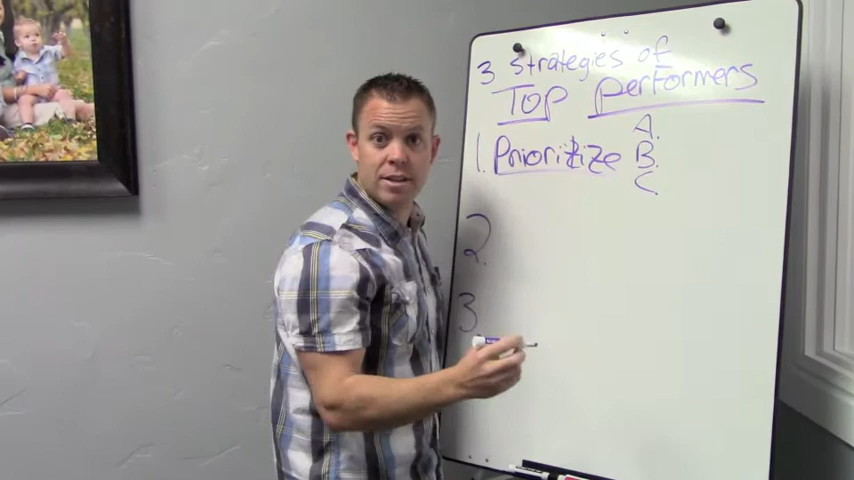 3 Strategies of
TOP Performers
1. Prioritize A.
B.
C.
2.
3